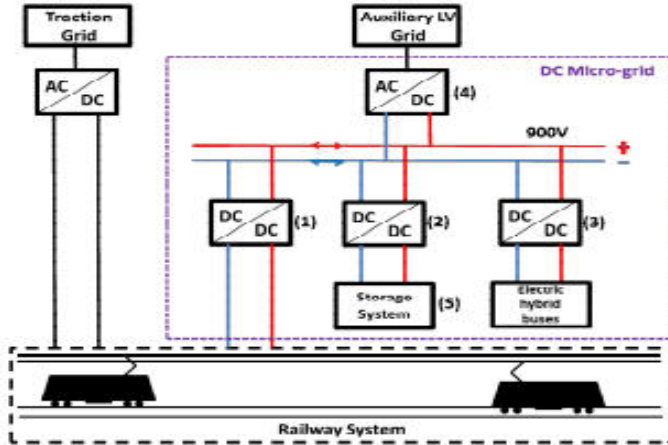 Traction
Grid
Auxiliary LV
Grid
DC Micro-grid
AC
DC
AC
DC
(4)
900V
+
−
DC
DC
(1)
DC
DC
(2)
DC
DC
(3)
Storage
System
(5)
Electric
hybrid
buses
Railway System